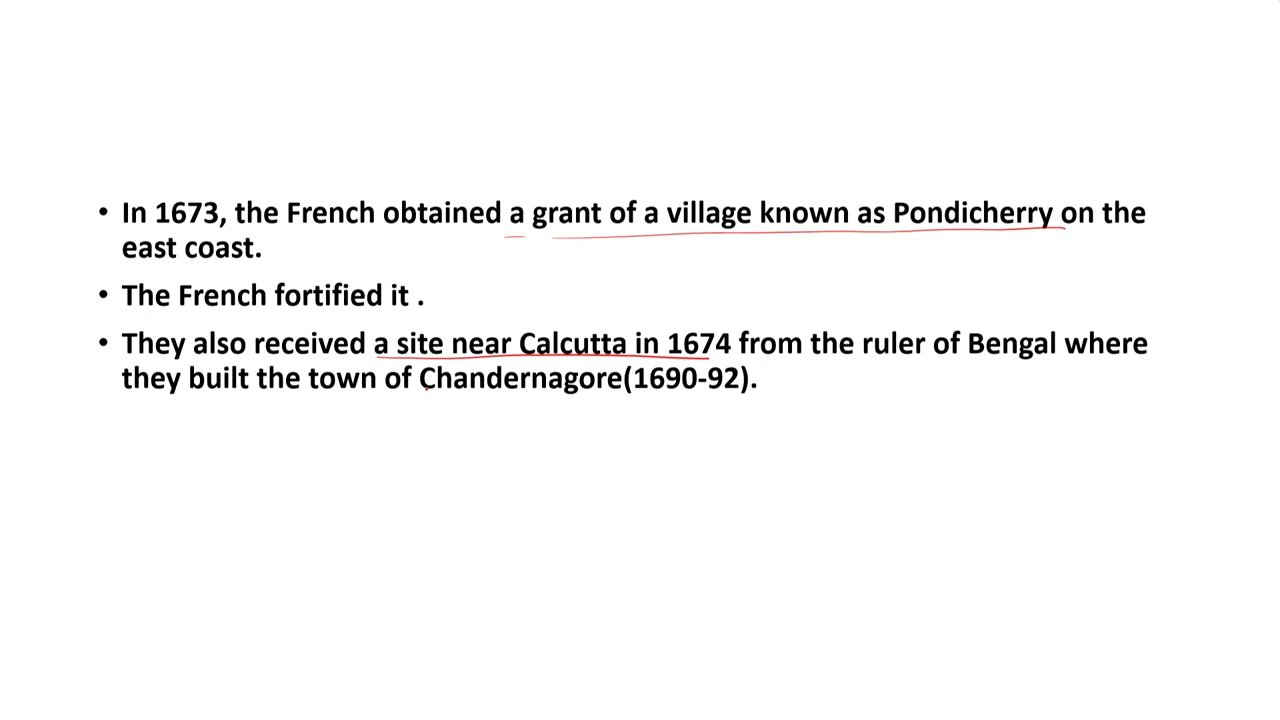 • In 1673, the French obtained a grant of a village known as Pondicherry on the
east coast.
• The French fortified it .
• They also received a site near Calcutta in 1674 from the ruler of Bengal where
they built the town of Chandernagore(1690-92).